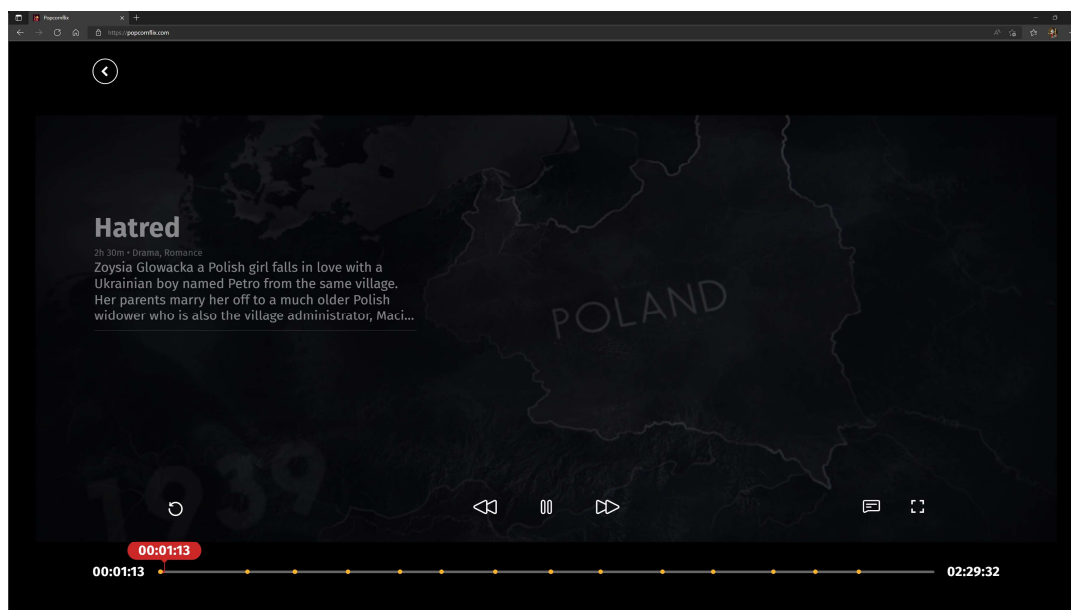 Popcornflix
https://popcornflix.com
Hatred
2h 30m • Drama, Romance
Zoysia Glowacka a Polish girl falls in love with a
Ukrainian boy named Petro from the same village.
Her parents marry her off to a much older Polish
widower who is also the village administrator, Maci...
POLAND
1939
00:01:13
00:01:13
02:29:32